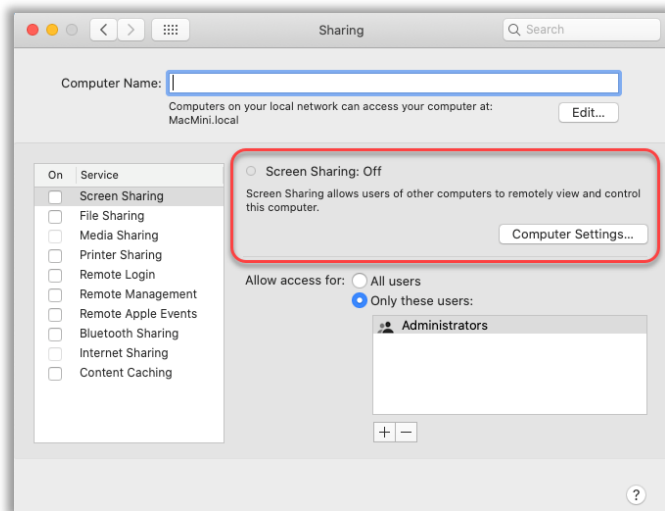 Sharing
Search
Computer Name:
Computers on your local network can access your computer at:
MacMini.local
Edit...
On Service
Screen Sharing
File Sharing
Media Sharing
Printer Sharing
Remote Login
Remote Management
Remote Apple Events
Bluetooth Sharing
Internet Sharing
Content Caching
Screen Sharing: Off
Screen Sharing allows users of other computers to remotely view and control
this computer.
Computer Settings...
Allow access for: All users
Only these users:
Administrators
+ −
?